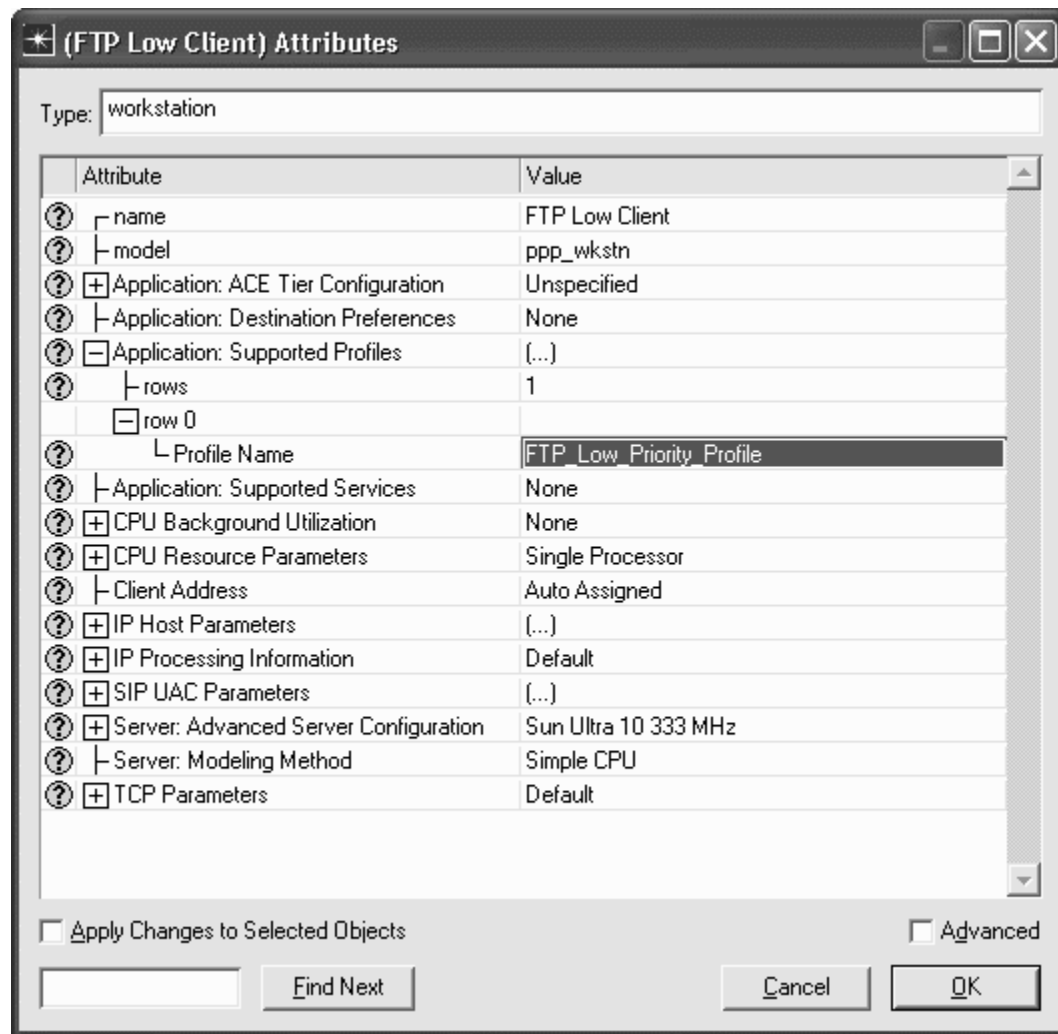 (FTP Low Client) Attributes
Type: workstation
Attribute Value
name FTP Low Client
model ppp_wkstn
Application: ACE Tier Configuration Unspecified
Application: Destination Preferences None
Application: Supported Profiles (...)
rows 1
row 0
Profile Name FTP_Low_Priority_Profile
Application: Supported Services None
CPU Background Utilization None
CPU Resource Parameters Single Processor
Client Address Auto Assigned
IP Host Parameters (...)
IP Processing Information Default
SIP UAC Parameters (...)
Server: Advanced Server Configuration Sun Ultra 10 333 MHz
Server: Modeling Method Simple CPU
TCP Parameters Default
Apply Changes to Selected Objects Advanced
Find Next Cancel OK